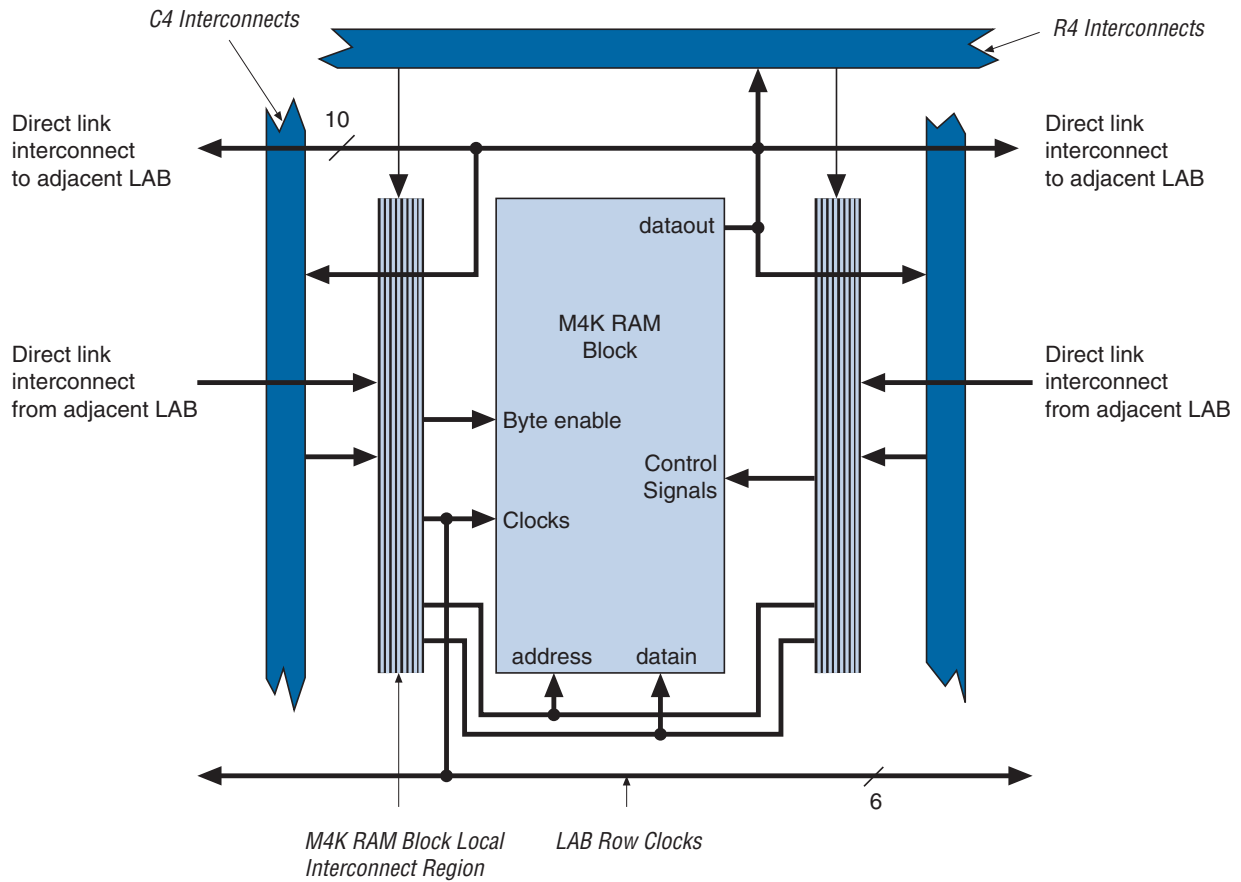 C4 Interconnects
R4 Interconnects
10
Direct link
interconnect
to adjacent LAB
Direct link
interconnect
to adjacent LAB
dataout
M4K RAM
Block
Direct link
interconnect
from adjacent LAB
Direct link
interconnect
from adjacent LAB
Byte enable
Control
Signals
Clocks
address
datain
6
M4K RAM Block Local
Interconnect Region
LAB Row Clocks